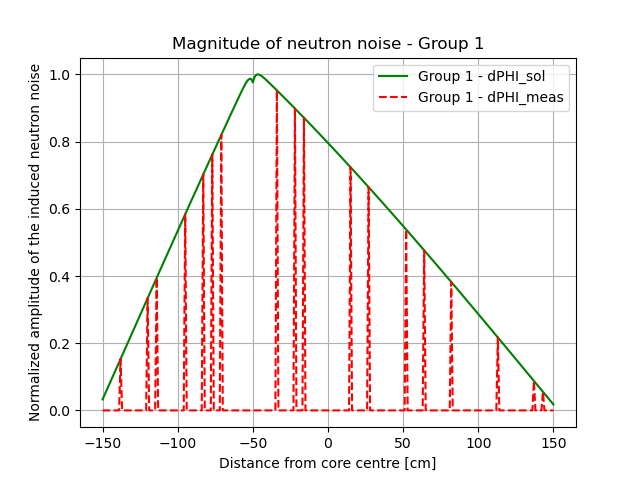 Magnitude of neutron noise - Group 1
Normalized amplitude of the induced neutron noise
1.0
0.8
0.6
0.4
0.2
0.0
Group 1 - dPHI_sol
Group 1 - dPHI_meas
−150 −100 −50 0 50 100 150
Distance from core centre [cm]